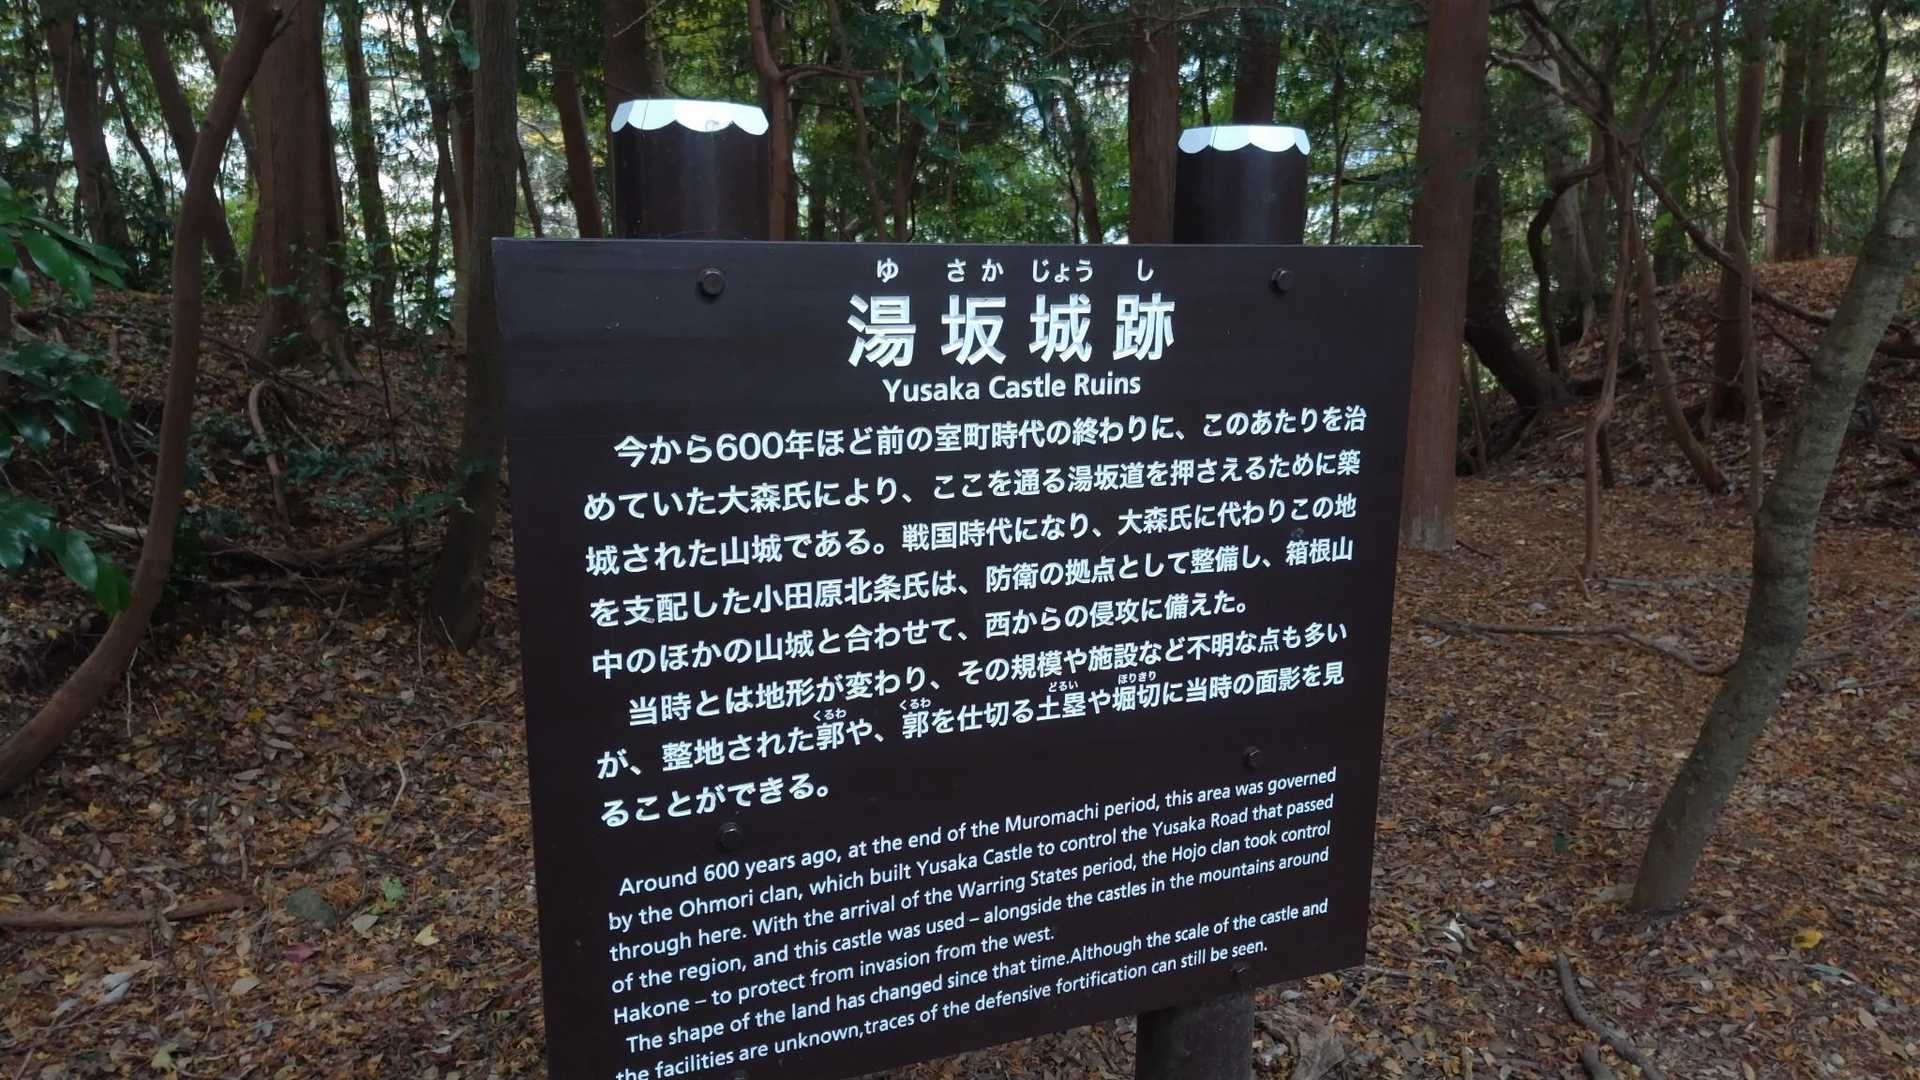 ゆ さか じょう し
湯坂城跡
Yusaka Castle Ruins
今から600年ほど前の室町時代の終わりに、このあたりを治
めていた大森氏により、ここを通る湯坂道を押さえるために築
城された山城である。戦国時代になり、大森氏に代わりこの地
を支配した小田原北条氏は、防衛の拠点として整備し、箱根山
中のほかの山城と合わせて、西からの侵攻に備えた。
当時とは地形が変わり、その規模や施設など不明な点も多い
くるわ くるわ どるい ほりきり
が、整地された郭や、郭を仕切る土塁や堀切に当時の面影を見
ることができる。
Around 600 years ago, at the end of the Muromachi period, this area was governed
by the Ohmori clan, which built Yusaka Castle to control the Yusaka Road that passed
through here. With the arrival of the Warring States period, the Hojo clan took control
of the region, and this castle was used – alongside the castles in the mountains around
Hakone – to protect from invasion from the west.
The shape of the land has changed since that time.Although the scale of the castle and
the facilities are unknown,traces of the defensive fortification can still be seen.